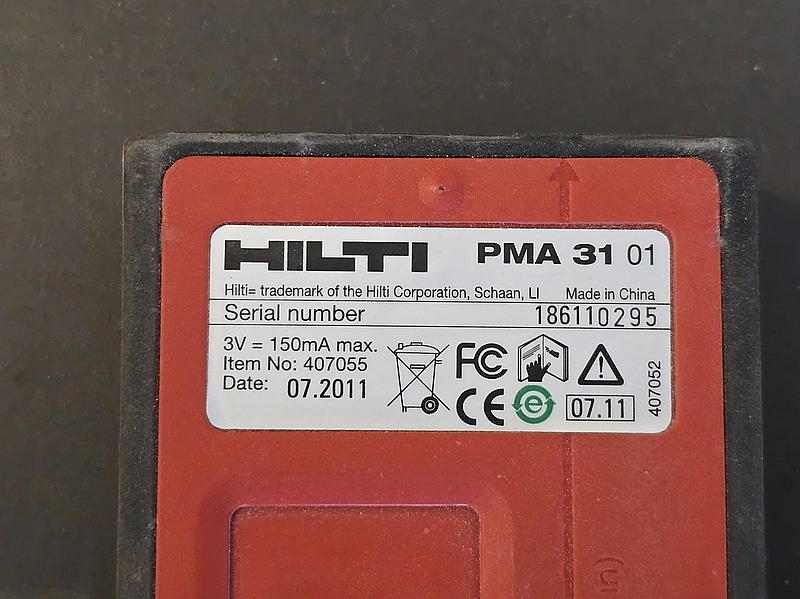 HILTI PMA 31 01
Hilti= trademark of the Hilti Corporation, Schaan, LI Made in China
Serial number 186110295
3V = 150mA max.
Item No: 407055
Date: 07.2011
FC
CE
e
07.11
407052
in)